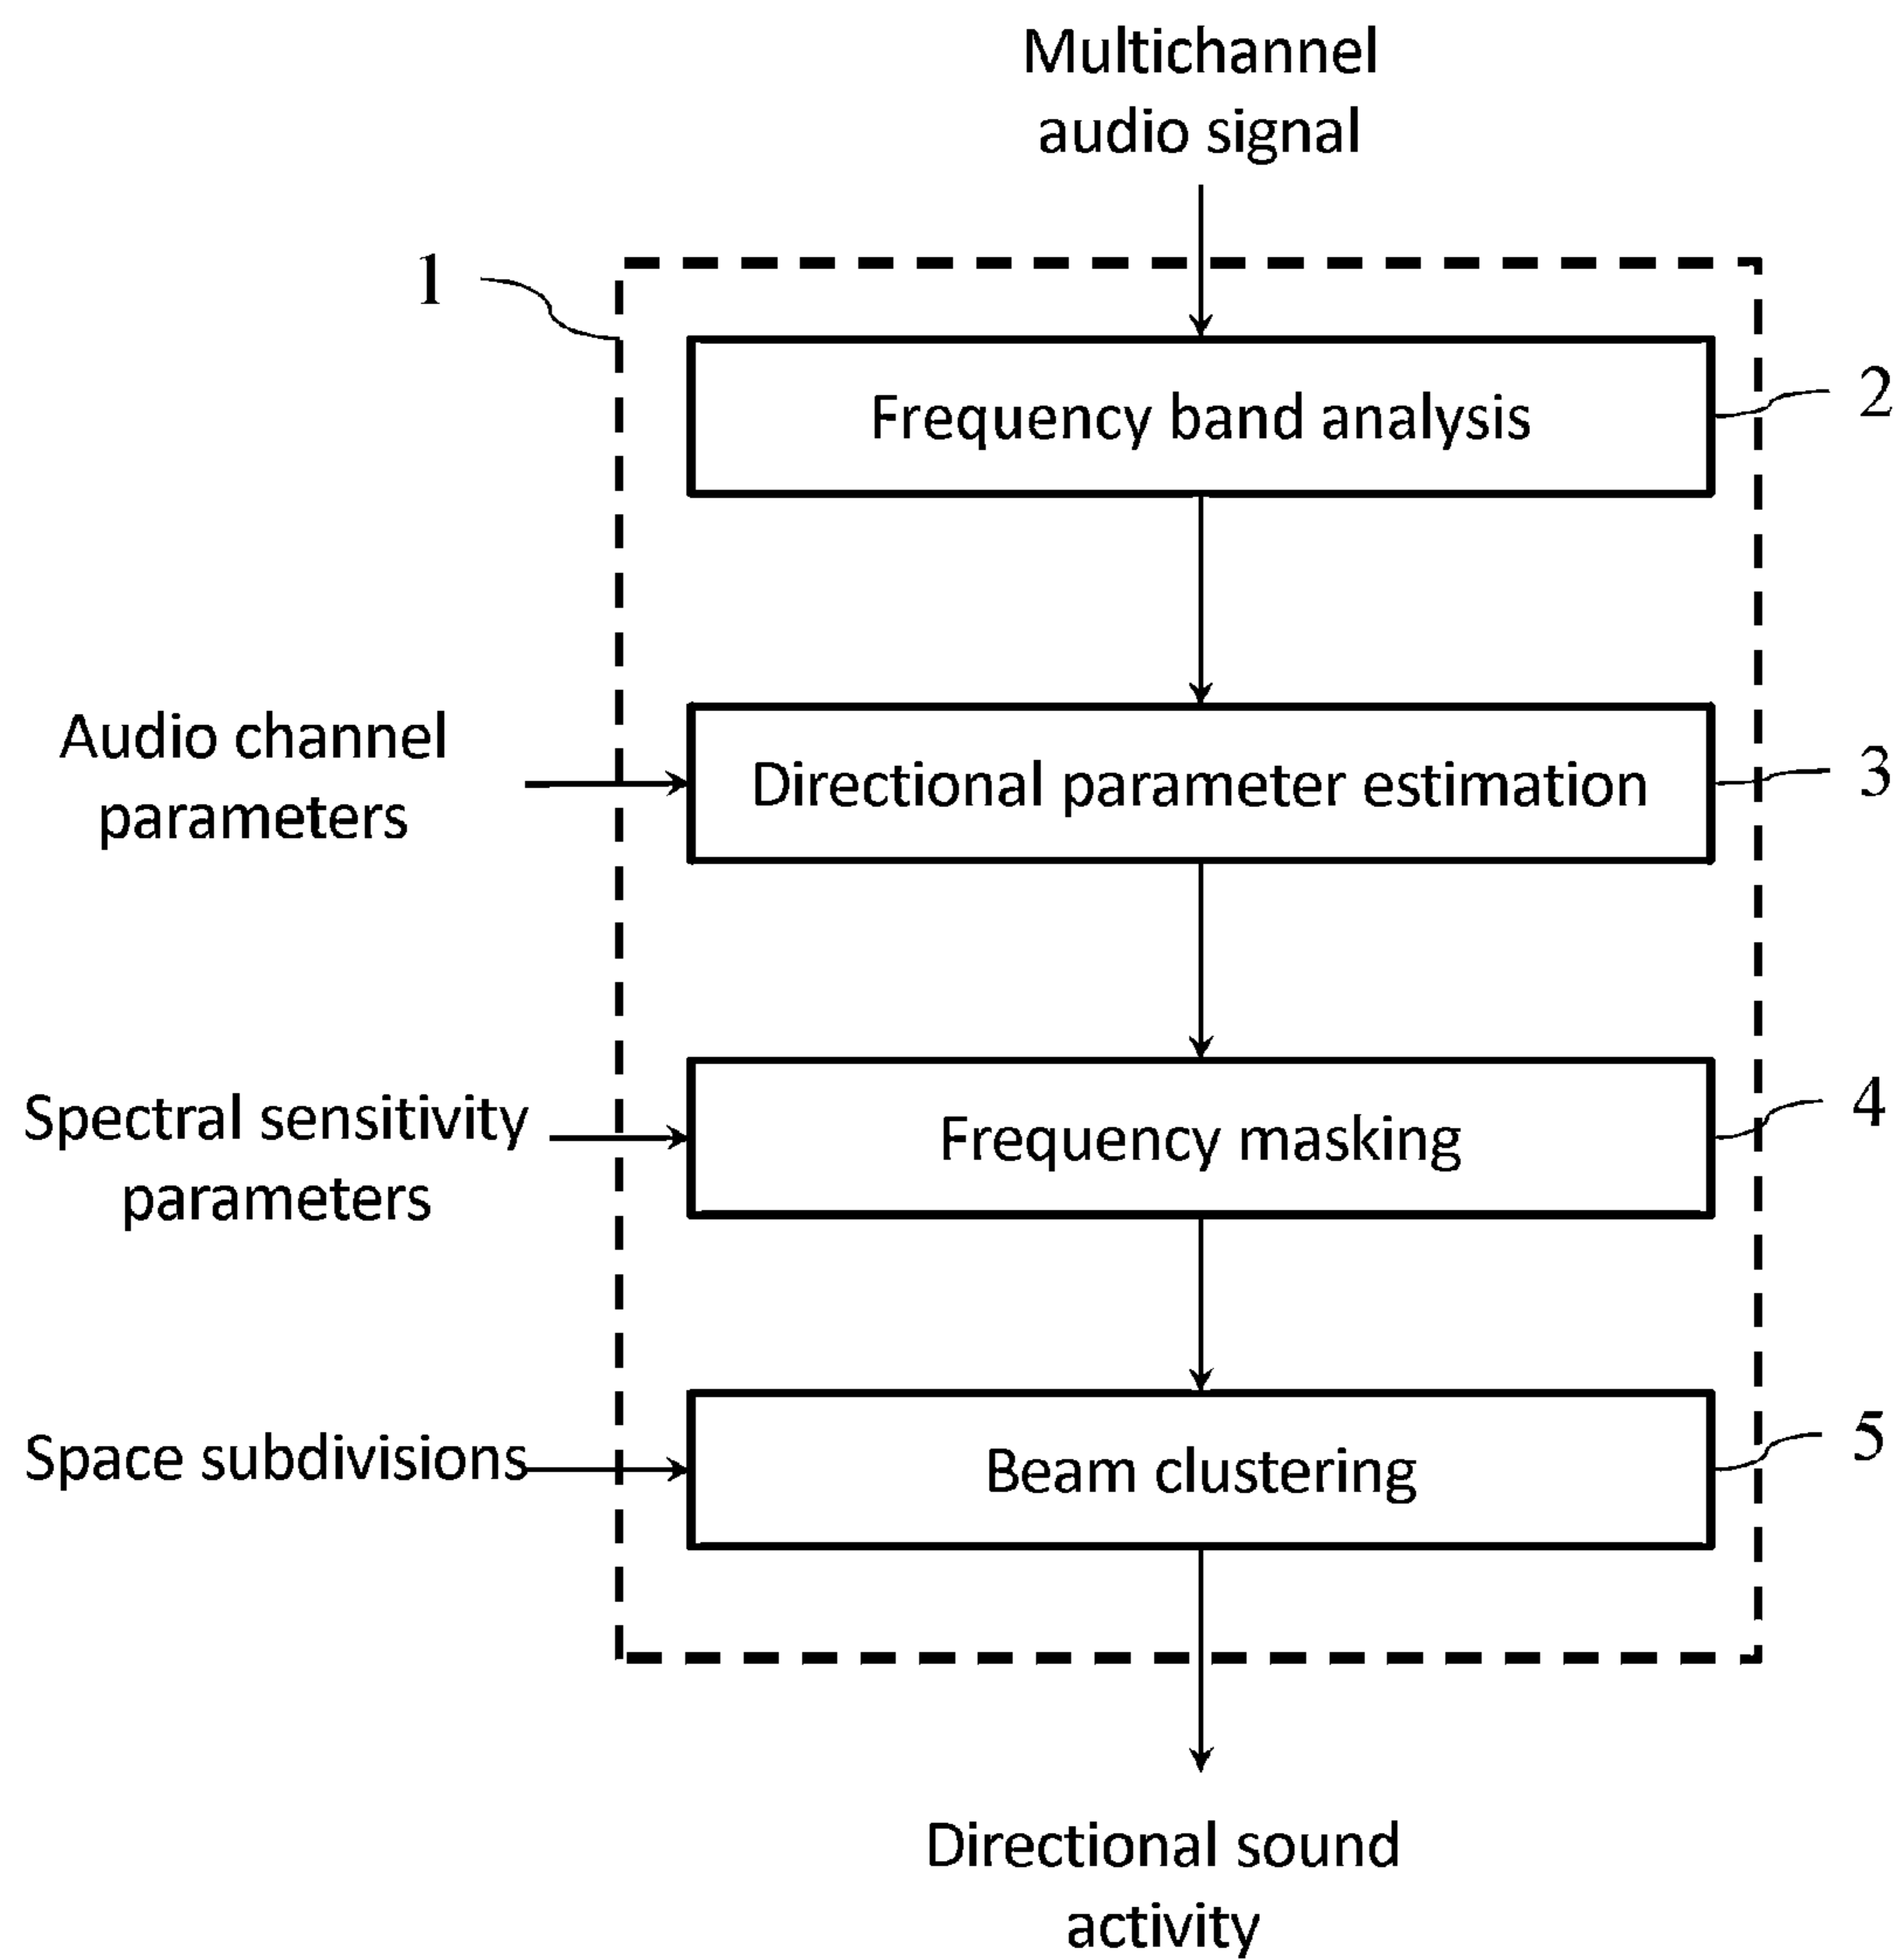 Multichannel
audio signal
1
Frequency band analysis
2
Audio channel
parameters
Directional parameter estimation
3
Spectral sensitivity
parameters
Frequency masking
4
Space subdivisions
Beam clustering
5
Directional sound
activity